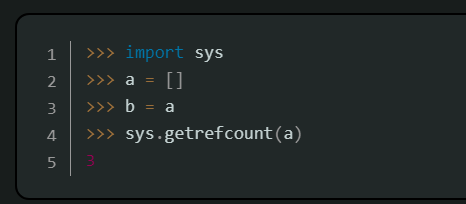 1 >>> import sys
2 >>> a = []
3 >>> b = a
4 >>> sys.getrefcount(a)
5 3